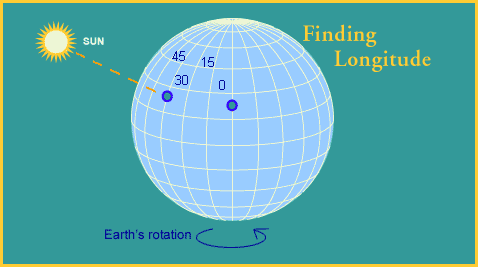 Finding
Longitude
SUN
45 15
30 0
Earth's rotation